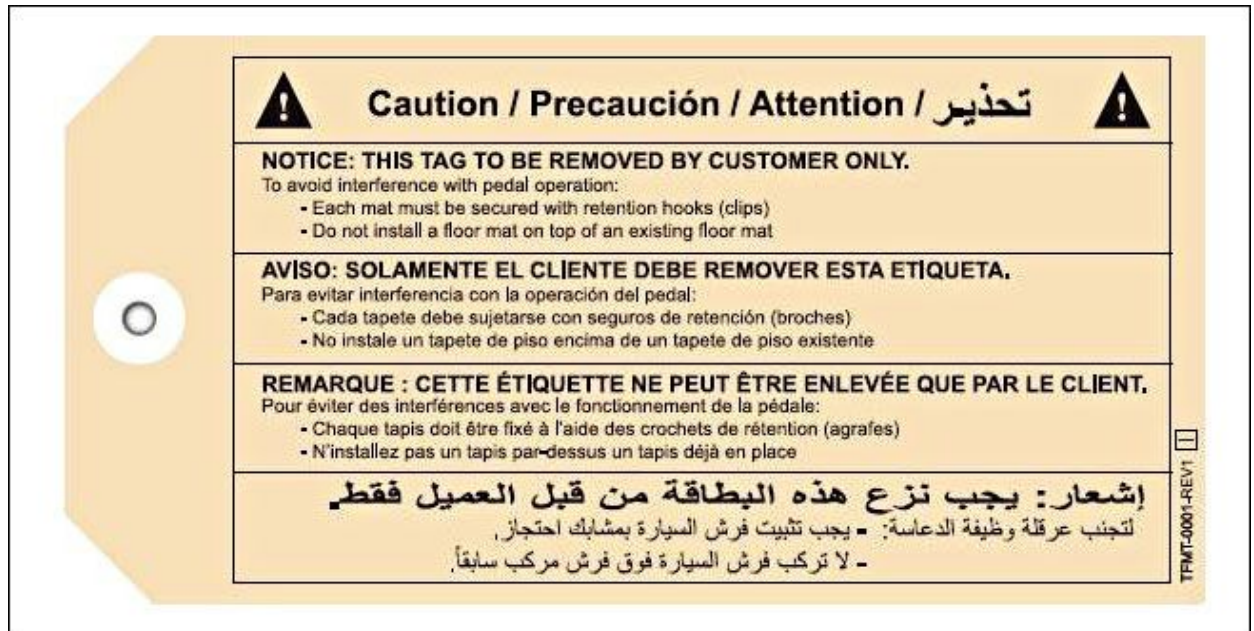 Caution / Precaución / Attention / تحذير
NOTICE: THIS TAG TO BE REMOVED BY CUSTOMER ONLY.
To avoid interference with pedal operation:
- Each mat must be secured with retention hooks (clips)
- Do not install a floor mat on top of an existing floor mat
AVISO: SOLAMENTE EL CLIENTE DEBE REMOVER ESTA ETIQUETA.
Para evitar interferencia con la operación del pedal:
- Cada tapete debe sujetarse con seguros de retención (broches)
- No instale un tapete de piso encima de un tapete de piso existente
REMARQUE : CETTE ÉTIQUETTE NE PEUT ÊTRE ENLEVÉE QUE PAR LE CLIENT.
Pour éviter des interférences avec le fonctionnement de la pédale:
- Chaque tapis doit être fixé à l'aide des crochets de rétention (agrafes)
- N'installez pas un tapis par-dessus un tapis déjà en place
إشعار: يجب نزع هذه البطاقة من قبل العميل فقط.
لتجنب عرقلة وظيفة الدعاسة: - يجب تثبيت فرش السيارة بمشابك احتجاز.
- لا تركب فرش السيارة فوق فرش مركب سابقاً.
TFMT-0001-REV1